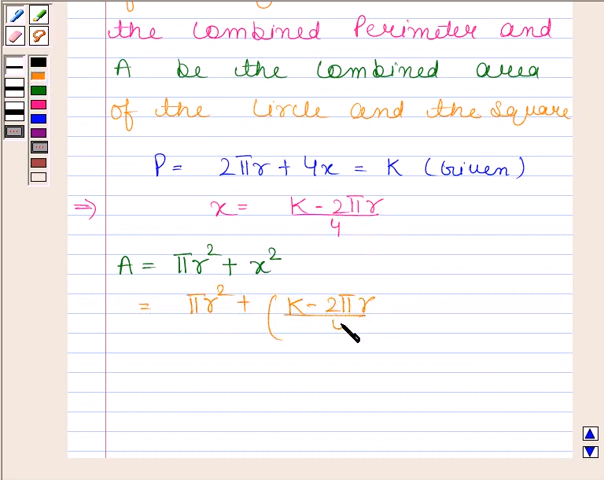 the combined Perimeter and
A be the combined area
of the circle and the square
P = 2πr + 4x = K (Given)
⇒ x = K - 2πr / 4
A = πr² + x²
= πr² + ( K - 2πr / 4